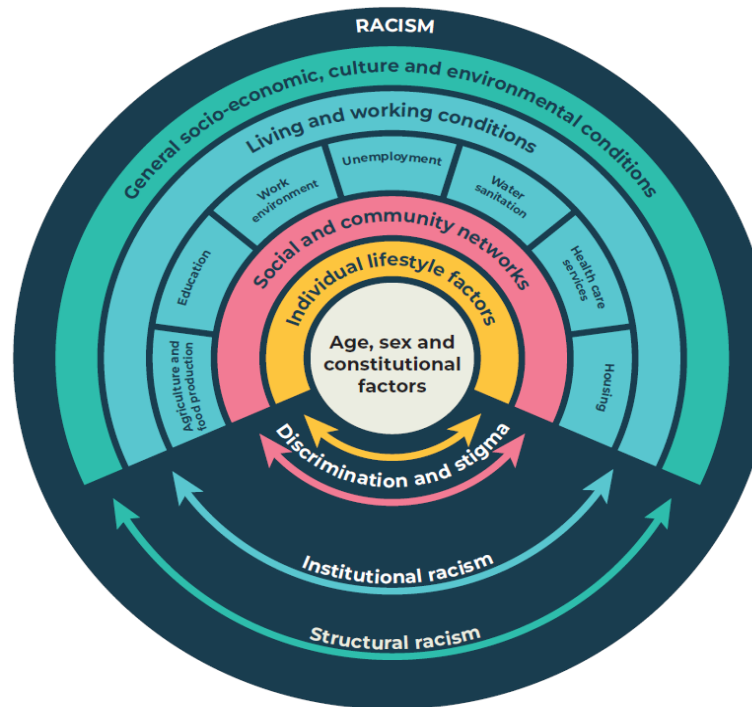 RACISM
General socio-economic, culture and environmental conditions
Living and working conditions
Agriculture and
food production
Education
Work
environment
Unemployment
Water
sanitation
Health care
services
Housing
Social and community networks
Individual lifestyle factors
Age, sex and
constitutional
factors
Discrimination and stigma
Institutional racism
Structural racism